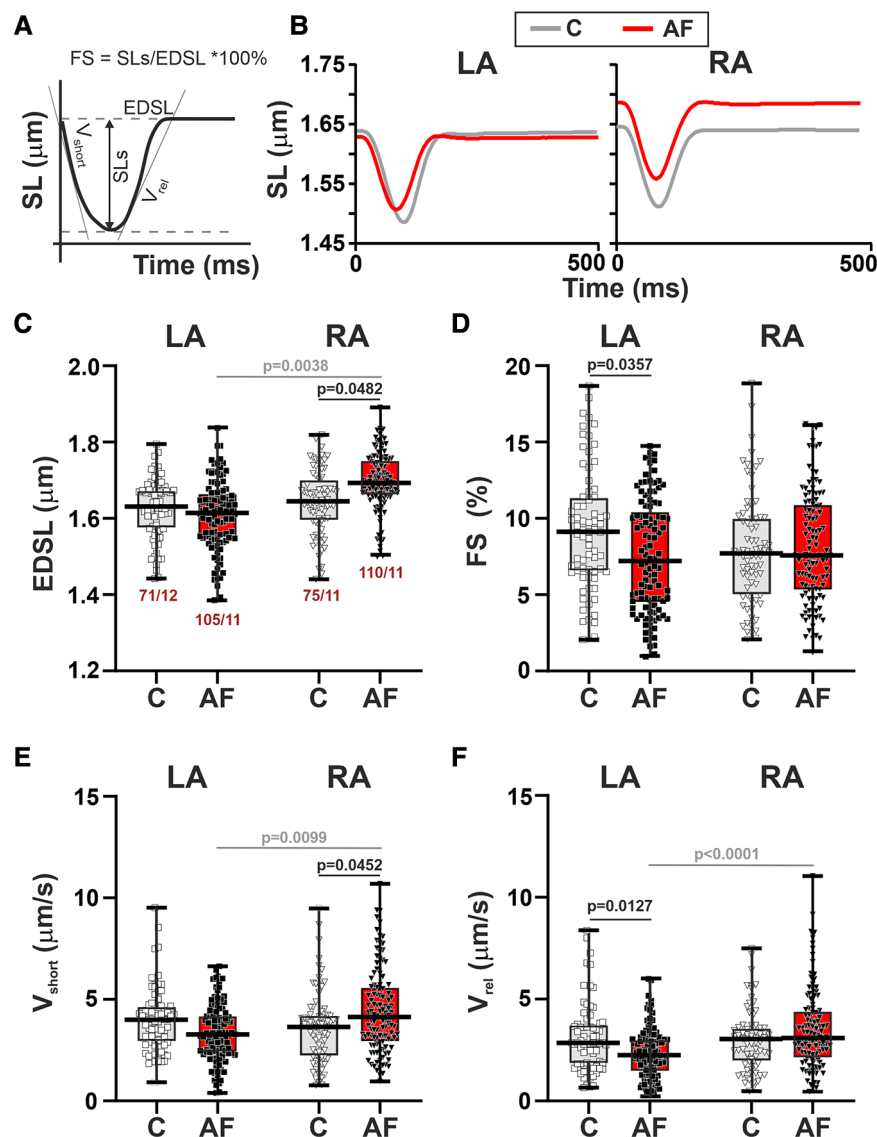 A
FS = SLs/EDSL *100%
EDSL
SL (μm)
Vshort
SLs
Vrel
Time (ms)
B
C
AF
LA
RA
1.75
1.65
1.55
1.45
SL (μm)
0
500
0
500
Time (ms)
C
LA
RA
p=0.0038
p=0.0482
2.0
1.8
1.6
1.4
1.2
EDSL (μm)
71/12
105/11
75/11
110/11
C
AF
C
AF
D
LA
RA
p=0.0357
20
15
10
5
0
FS (%)
C
AF
C
AF
E
LA
RA
p=0.0099
p=0.0452
15
10
5
0
Vshort (μm/s)
C
AF
C
AF
F
LA
RA
p<0.0001
p=0.0127
15
10
5
0
Vrel (μm/s)
C
AF
C
AF